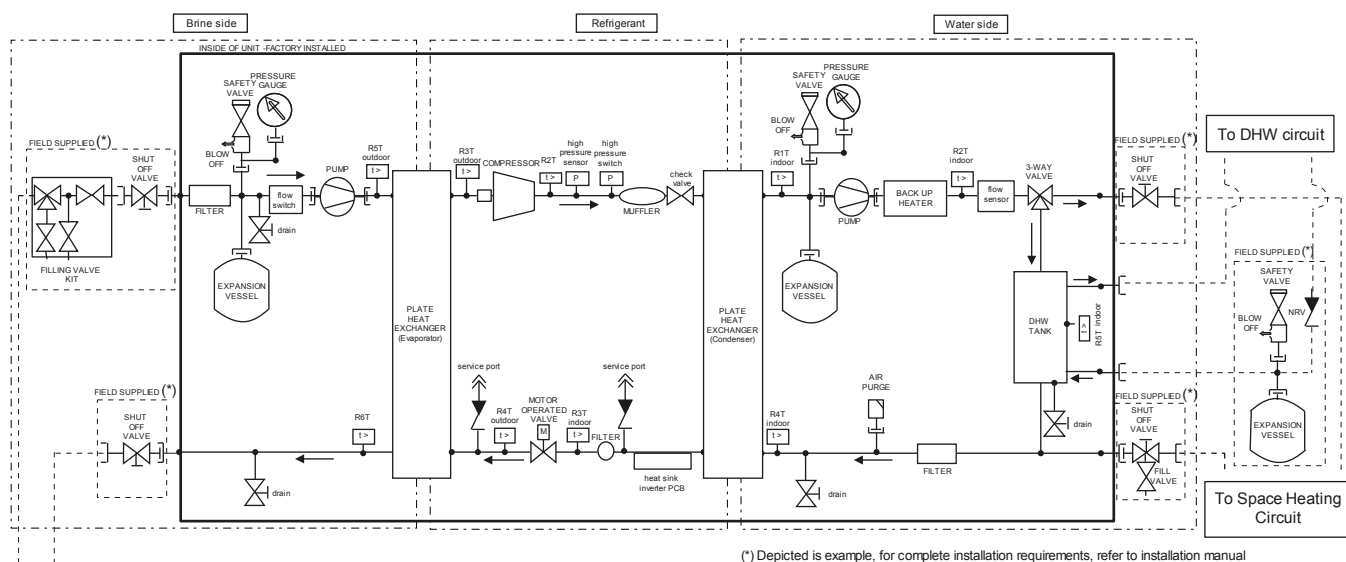 Brine side
Refrigerant
Water side
INSIDE OF UNIT -FACTORY INSTALLED
FIELD SUPPLIED (*)
SHUT
OFF
VALVE
FILLING VALVE
KIT
FILTER
SAFETY
VALVE
PRESSURE
GAUGE
BLOW
OFF
flow
switch
drain
EXPANSION
VESSEL
PUMP
R5T
outdoor
t >
PLATE
HEAT
EXCHANGER
(Evaporator)
R3T
outdoor
t >
COMPRESSOR
R2T
t >
high
pressure
sensor
P
high
pressure
switch
P
MUFFLER
check
valve
PLATE
HEAT
EXCHANGER
(Condenser)
R1T
indoor
t >
SAFETY
VALVE
PRESSURE
GAUGE
BLOW
OFF
EXPANSION
VESSEL
PUMP
BACK UP
HEATER
R2T
indoor
t >
flow
sensor
3-WAY
VALVE
FIELD SUPPLIED (*)
SHUT
OFF
VALVE
To DHW circuit
DHW
TANK
t >
R5T indoor
drain
FIELD SUPPLIED (*)
SAFETY
VALVE
BLOW
OFF
NRV
EXPANSION
VESSEL
FIELD SUPPLIED (*)
SHUT
OFF
VALVE
R6T
t >
drain
service port
R4T
outdoor
t >
MOTOR
OPERATED
VALVE
M
R3T
indoor
t >
FILTER
service port
heat sink
inverter PCB
R4T
indoor
t >
AIR
PURGE
drain
FILTER
FIELD SUPPLIED (*)
SHUT
OFF
VALVE
FILL
VALVE
To Space Heating
Circuit
(*) Depicted is example, for complete installation requirements, refer to installation manual